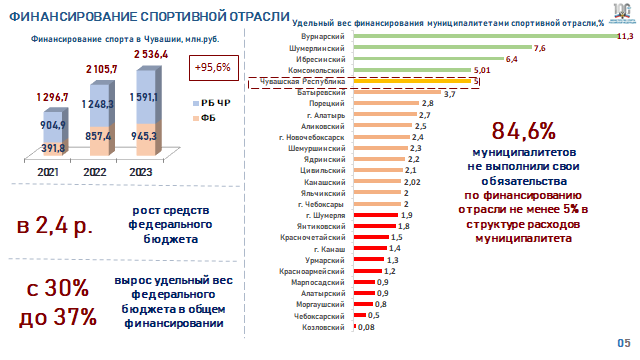 ФИНАНСИРОВАНИЕ СПОРТИВНОЙ ОТРАСЛИ
Финансирование спорта в Чувашии, млн.руб.
2 536,4
2 105,7
1 296,7
+95,6%
904,9
1 248,3
1 591,1
391,8
857,4
945,3
РБ ЧР
ФБ
2021
2022
2023
в 2,4 р.
рост средств
федерального
бюджета
с 30%
до 37%
вырос удельный вес
федерального
бюджета в общем
финансировании
Удельный вес финансирования муниципалитетами спортивной отрасли,%
Вурнарский 11,3
Шумерлинский 7,6
Ибресинский 6,4
Комсомольский 5,01
Чувашская Республика 5
Батыревский 3,7
Порецкий 2,8
г. Алатырь 2,7
Аликовский 2,5
г. Новочебоксарск 2,4
Шемуршинский 2,3
Ядринский 2,2
Цивильский 2,1
Канашский 2,02
Яльчикский 2
г. Чебоксары 2
г. Шумерля 1,9
Янтиковский 1,8
Красночетайский 1,5
г. Канаш 1,4
Урмарский 1,3
Красноармейский 1,2
Марпосадский 0,9
Алатырский 0,9
Моргаушский 0,8
Чебоксарский 0,5
Козловский 0,08
84,6%
муниципалитетов
не выполнили свои
обязательства
по финансированию
отрасли не менее 5% в
структуре расходов
муниципалитета
05